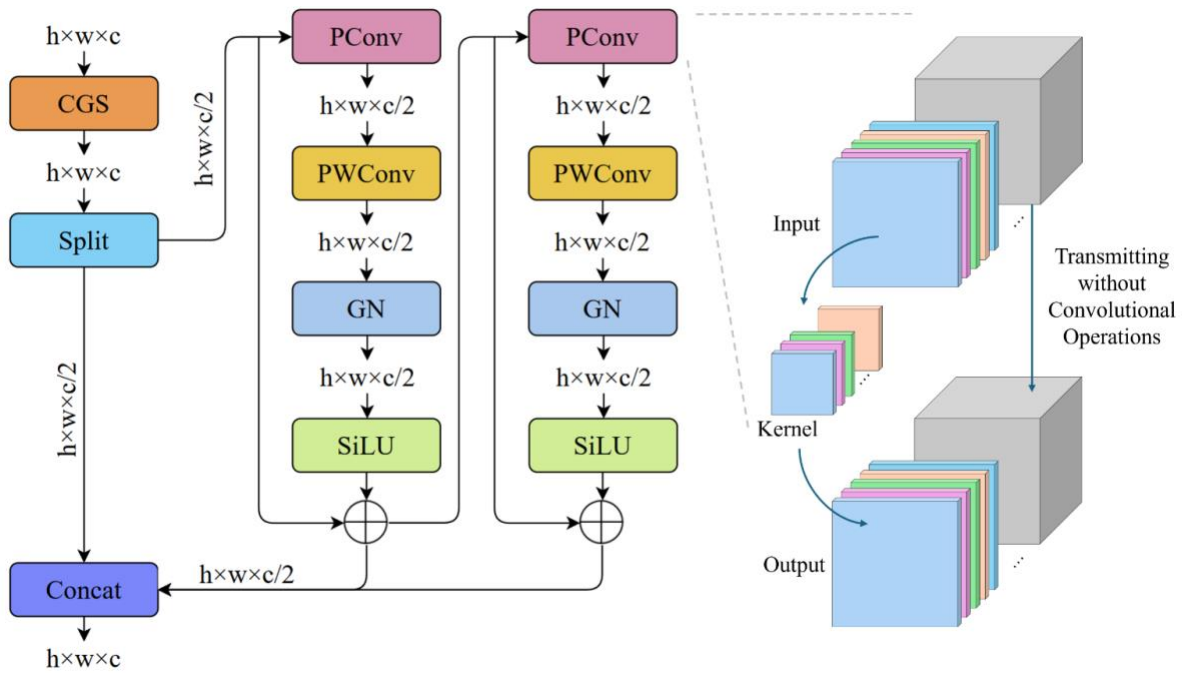 h×w×c
CGS
h×w×c
Split
h×w×c/2
h×w×c/2
Concat
h×w×c
PConv
h×w×c/2
PWConv
h×w×c/2
GN
h×w×c/2
SiLU
h×w×c/2
PConv
h×w×c/2
PWConv
h×w×c/2
GN
h×w×c/2
SiLU
Input
Kernel
Output
Transmitting
without
Convolutional
Operations
...
...
...